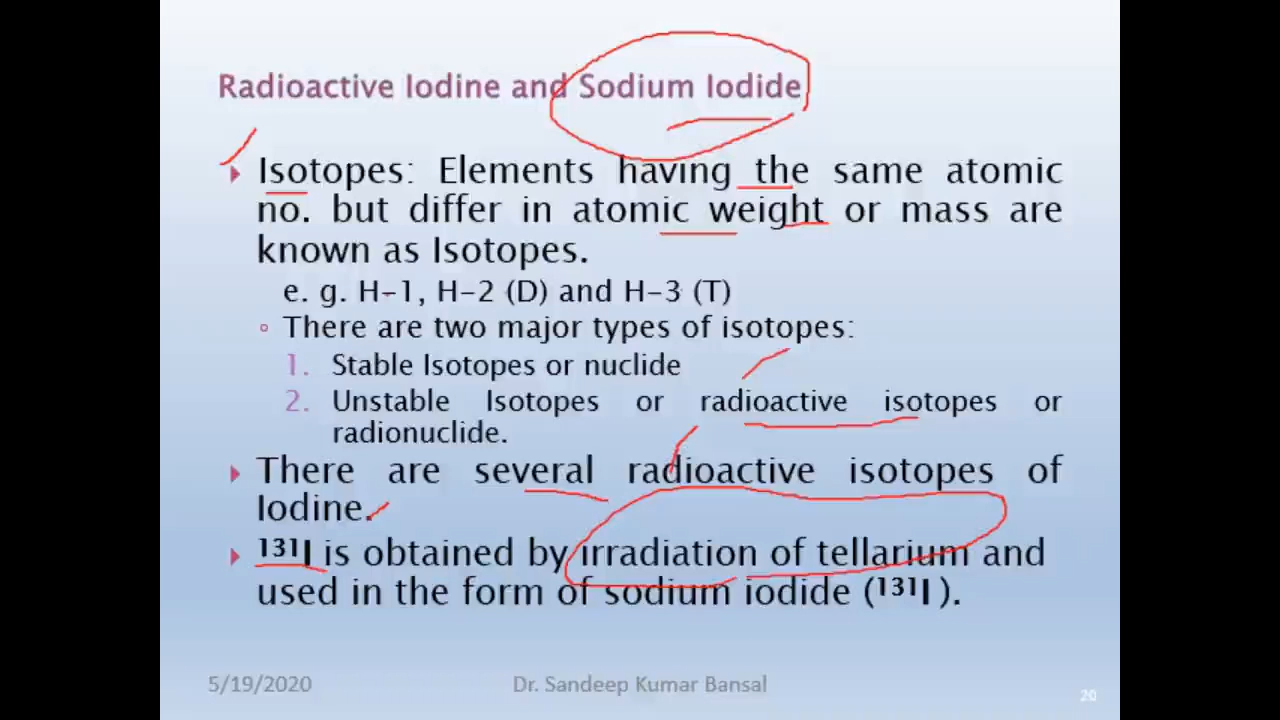 Radioactive Iodine and Sodium Iodide
Isotopes: Elements having the same atomic
no. but differ in atomic weight or mass are
known as Isotopes.
e. g. H-1, H-2 (D) and H-3 (T)
There are two major types of isotopes:
1. Stable Isotopes or nuclide
2. Unstable Isotopes or radioactive isotopes or
radionuclide.
There are several radioactive isotopes of
Iodine.
¹³¹I is obtained by irradiation of tellarium and
used in the form of sodium iodide (¹³¹I ).
5/19/2020 Dr. Sandeep Kumar Bansal 20